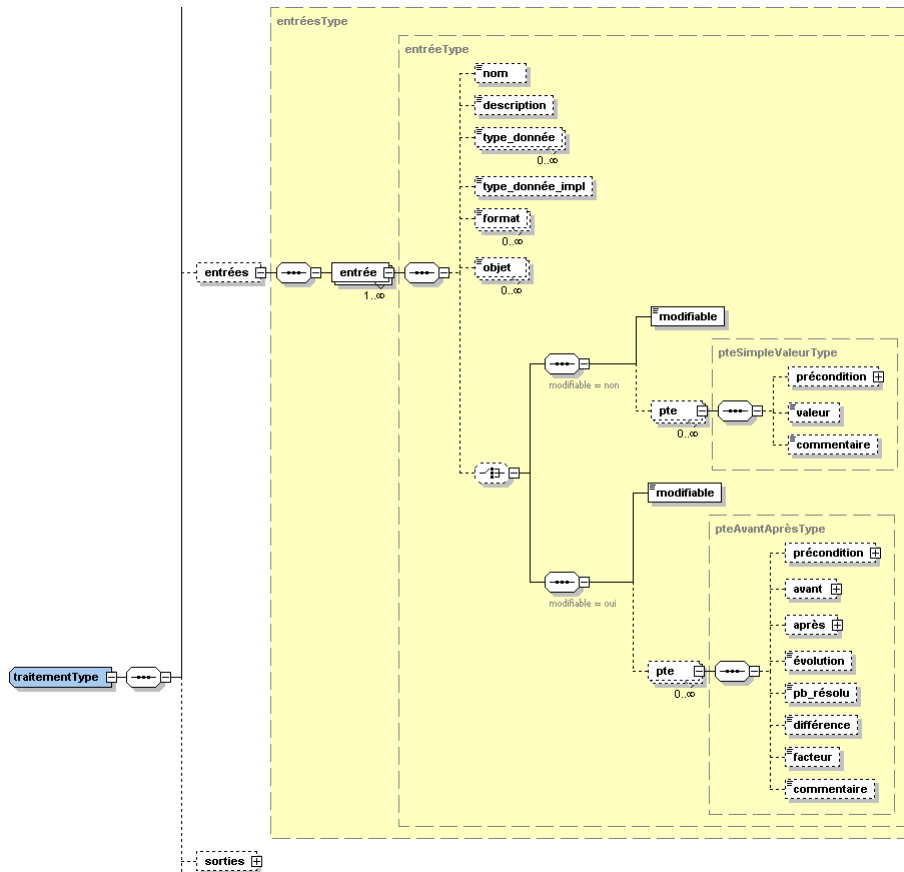 entréesType
entréeType
nom
description
type_donnée
0..∞
type_donnée_impl
format
0..∞
entrées
entrée
1..∞
objet
0..∞
modifiable
modifiable = non
pteSimpleValeurType
précondition
pte
0..∞
valeur
commentaire
modifiable
modifiable = oui
pteAvantAprèsType
précondition
avant
après
traitementType
pte
0..∞
évolution
pb_résolu
différence
facteur
commentaire
sorties